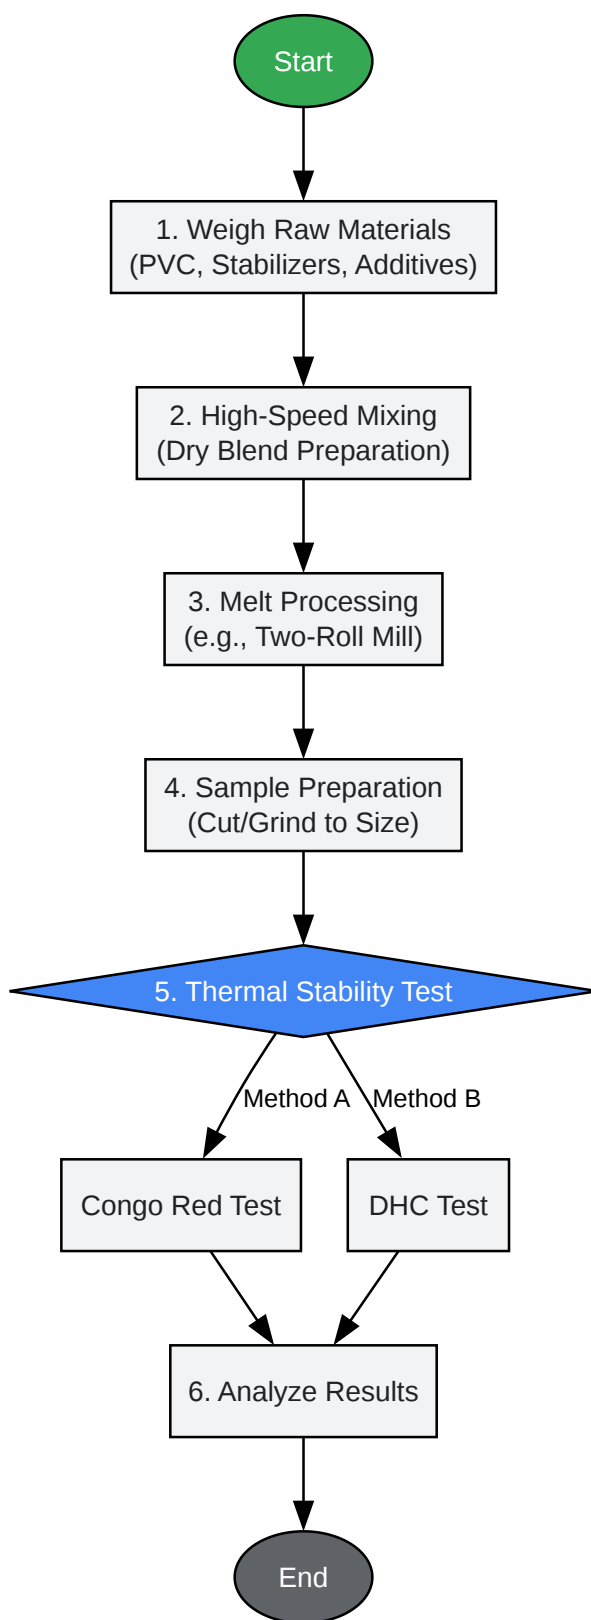 Start
1. Weigh Raw Materials
(PVC, Stabilizers, Additives)
2. High-Speed Mixing
(Dry Blend Preparation)
3. Melt Processing
(e.g., Two-Roll Mill)
4. Sample Preparation
(Cut/Grind to Size)
5. Thermal Stability Test
Method A
Method B
Congo Red Test
DHC Test
6. Analyze Results
End